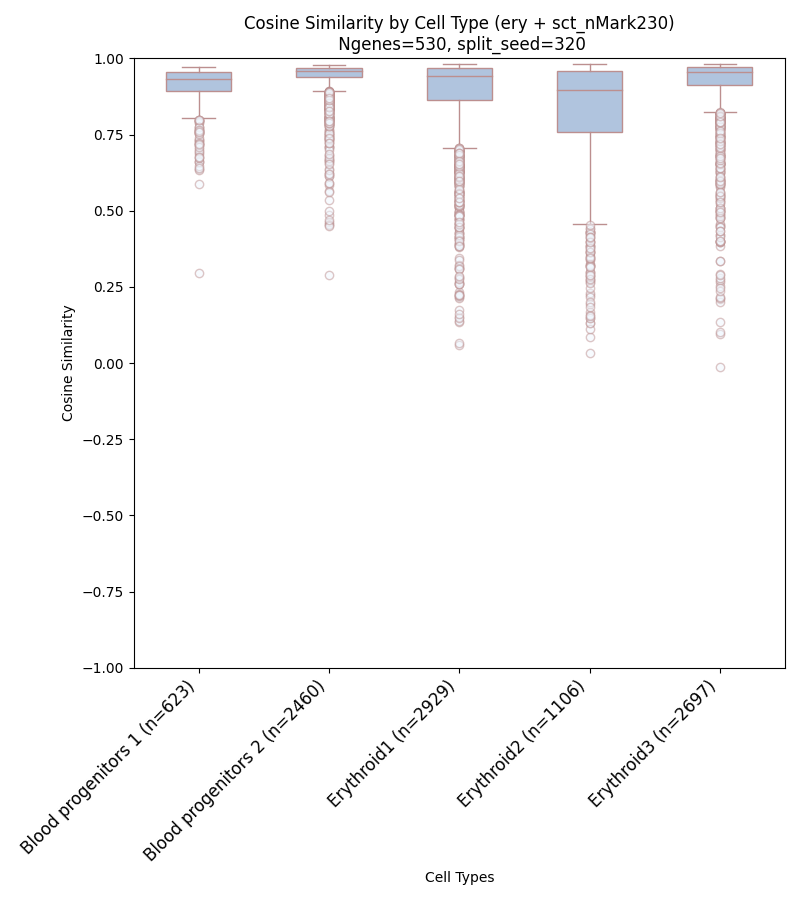 Cosine Similarity by Cell Type (ery + sct_nMark230)
Ngenes=530, split_seed=320
Cosine Similarity
1.00
0.75
0.50
0.25
0.00
−0.25
−0.50
−0.75
−1.00
Blood progenitors 1 (n=623)
Blood progenitors 2 (n=2460)
Erythroid1 (n=2929)
Erythroid2 (n=1106)
Erythroid3 (n=2697)
Cell Types